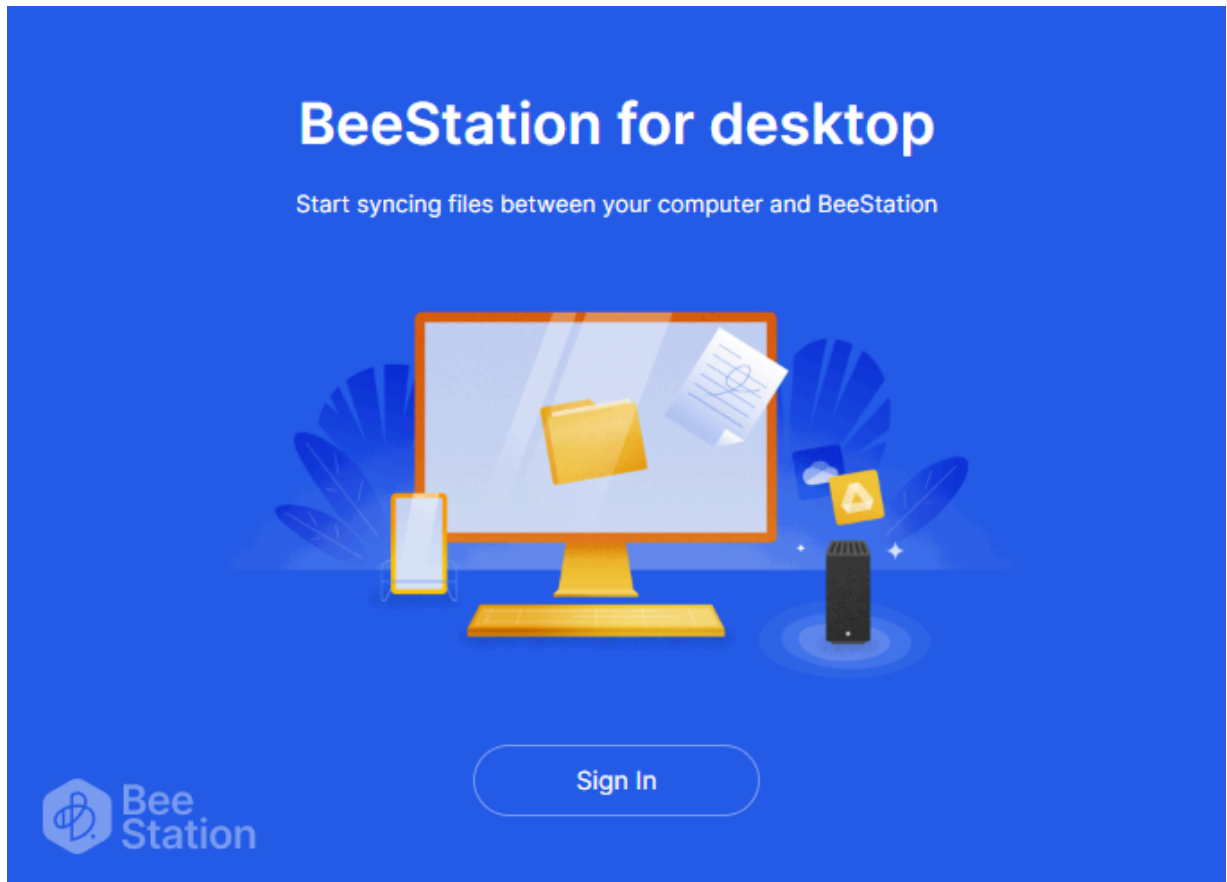 BeeStation for desktop
Start syncing files between your computer and BeeStation
Sign In
Bee
Station